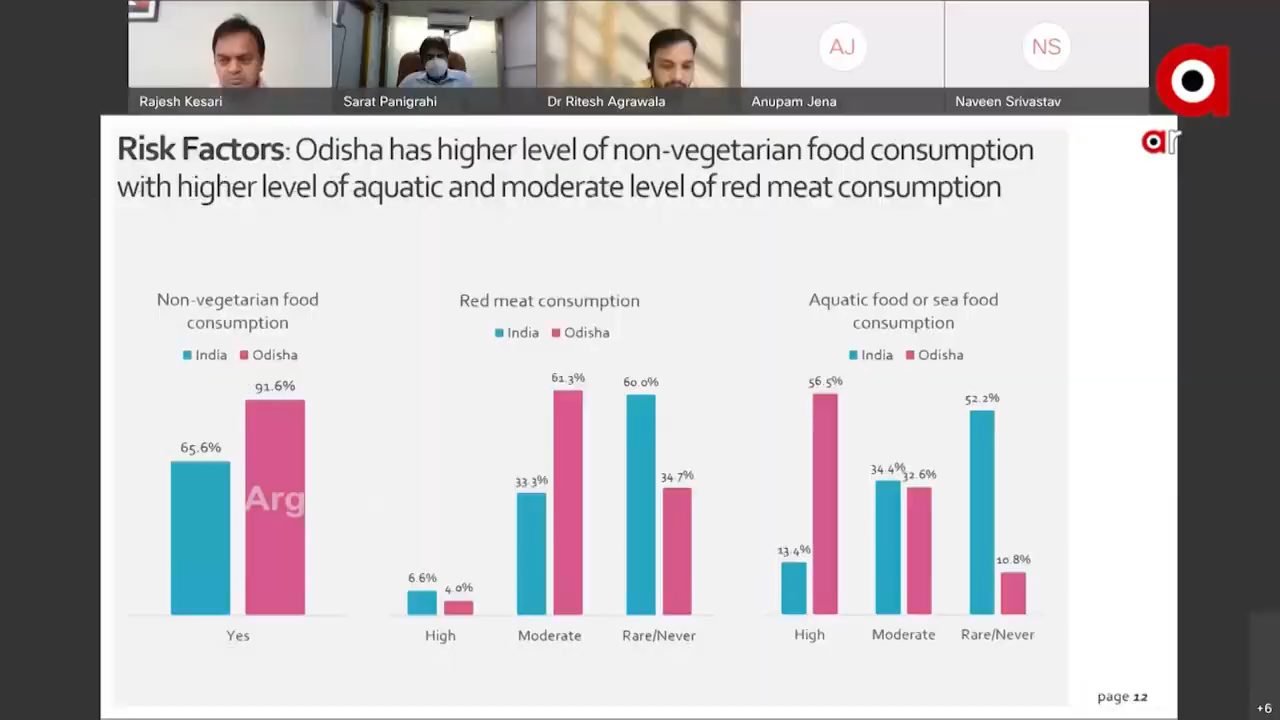 AJ
NS
Rajesh Kesari
Sarat Panigrahi
Dr Ritesh Agrawala
Anupam Jena
Naveen Srivastav
ar
Risk Factors: Odisha has higher level of non-vegetarian food consumption
with higher level of aquatic and moderate level of red meat consumption
Non-vegetarian food
consumption
India Odisha
91.6%
65.6%
Arg
Yes
Red meat consumption
India Odisha
61.3%
60.0%
33.3%
34.7%
6.6%
4.0%
High Moderate Rare/Never
Aquatic food or sea food
consumption
India Odisha
56.5%
52.2%
34.4%
32.6%
13.4%
10.8%
High Moderate Rare/Never
page 12
+6